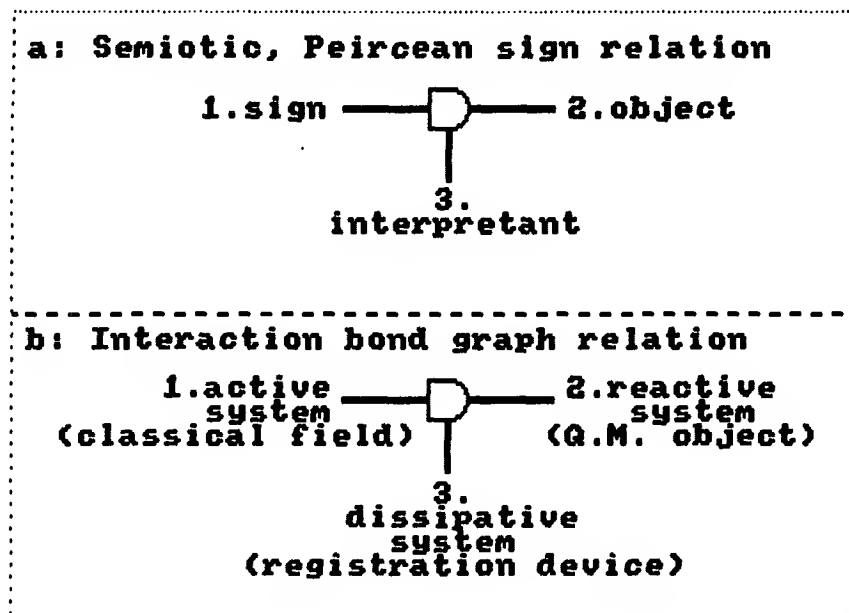 a: Semiotic, Peircean sign relation
1.sign 2.object
3.
interpretant
b: Interaction bond graph relation
1.active 2.reactive
system system
(classical field) (Q.M. object)
3.
dissipative
system
(registration device)